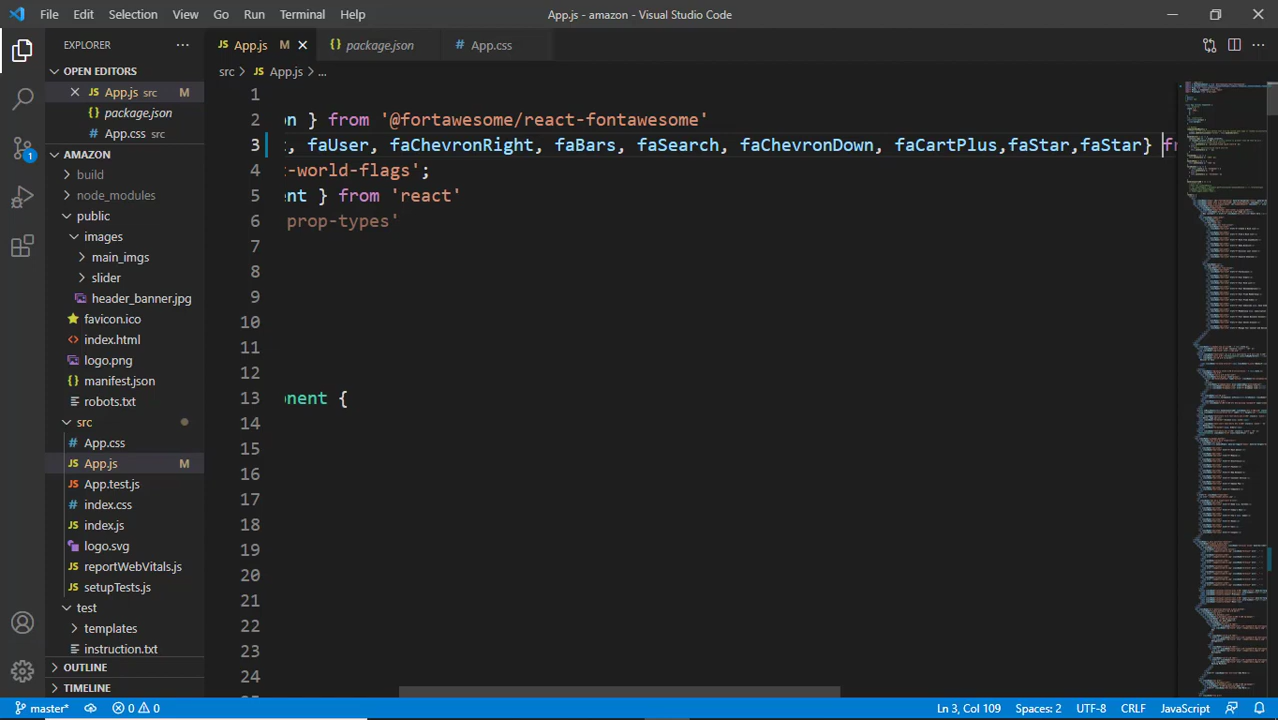 File Edit Selection View Go Run Terminal Help App.js - amazon - Visual Studio Code
EXPLORER
OPEN EDITORS
App.js src M
package.json
App.css src
AMAZON
build
node_modules
public
images
main_imgs
slider
header_banner.jpg
favicon.ico
index.html
logo.png
manifest.json
robots.txt
src
App.css
App.js M
App.test.js
index.css
index.js
logo.svg
reportWebVitals.js
setupTests.js
test
templates
instruction.txt
OUTLINE
TIMELINE
JS App.js M package.json App.css
src > JS App.js > ...
1
2 on } from '@fortawesome/react-fontawesome'
3 , faUser, faChevronRight, faBars, faSearch, faChevronDown, faCartPlus,faStar,faStar} fr
4 t-world-flags';
5 ent } from 'react'
6 prop-types'
7
8
9
10
11
12
13 onent {
14
15
16
17
18
19
20
21
22
23
24
master* 0 0 Ln 3, Col 109 Spaces: 2 UTF-8 CRLF JavaScript